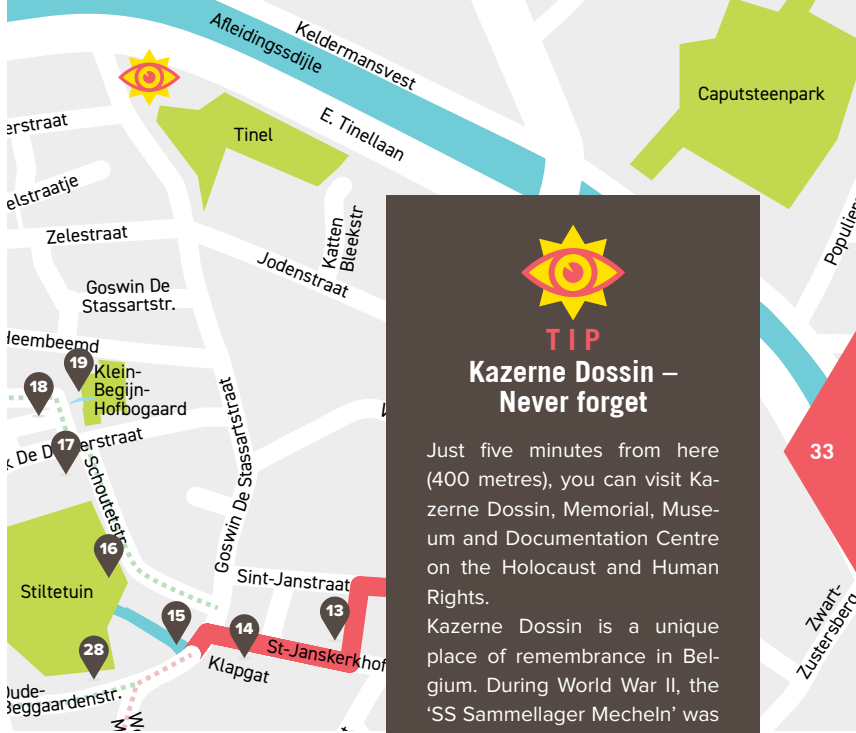 Afleidingssdijle
Keldermansvest
E. Tinellaan
Caputsteenpark
Tinel
erstraat
elstraatje
Zelestraat
Katten
Bleekstr
Jodenstraat
Goswin De
Stassartstr.
Heembeemd
19
Klein-
Begijn-
Hofbogaard
18
17
k De D erstraat
Schoutetstr.
Goswin De Stassartstraat
16
Stiltetuin
Sint-Janstraat
15
14
13
St-Janskerkhof
Klapgat
28
Oude-
Beggaardenstr.
Populier
33
Zwart-
Zustersberg
TIP
Kazerne Dossin –
Never forget
Just five minutes from here
(400 metres), you can visit Ka-
zerne Dossin, Memorial, Muse-
um and Documentation Centre
on the Holocaust and Human
Rights.
Kazerne Dossin is a unique
place of remembrance in Bel-
gium. During World War II, the
‘SS Sammellager Mecheln’ was